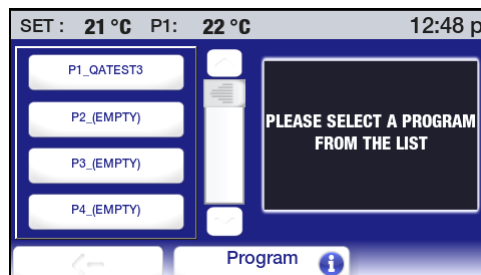 SET : 21 °C P1: 22 °C 12:48 p
P1_QATEST3
P2_(EMPTY)
P3_(EMPTY)
P4_(EMPTY)
PLEASE SELECT A PROGRAM
FROM THE LIST
Program i